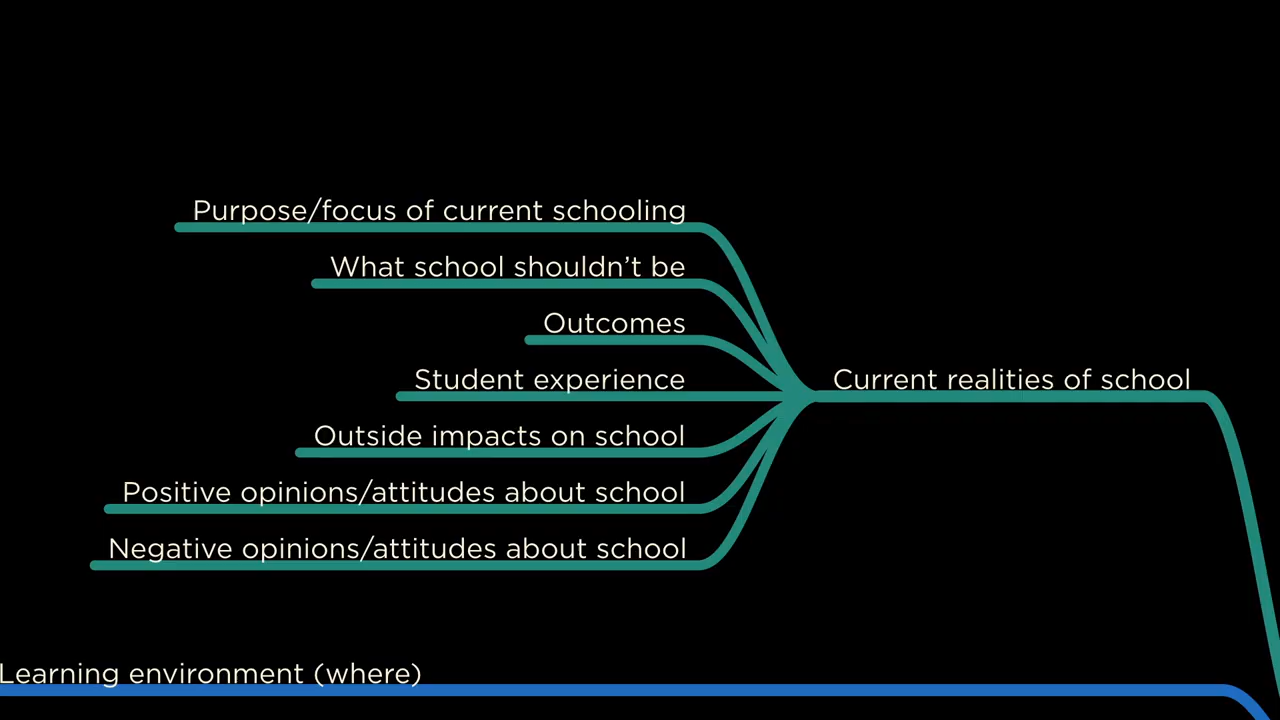 Purpose/focus of current schooling
What school shouldn’t be
Outcomes
Student experience
Current realities of school
Outside impacts on school
Positive opinions/attitudes about school
Negative opinions/attitudes about school
Learning environment (where)